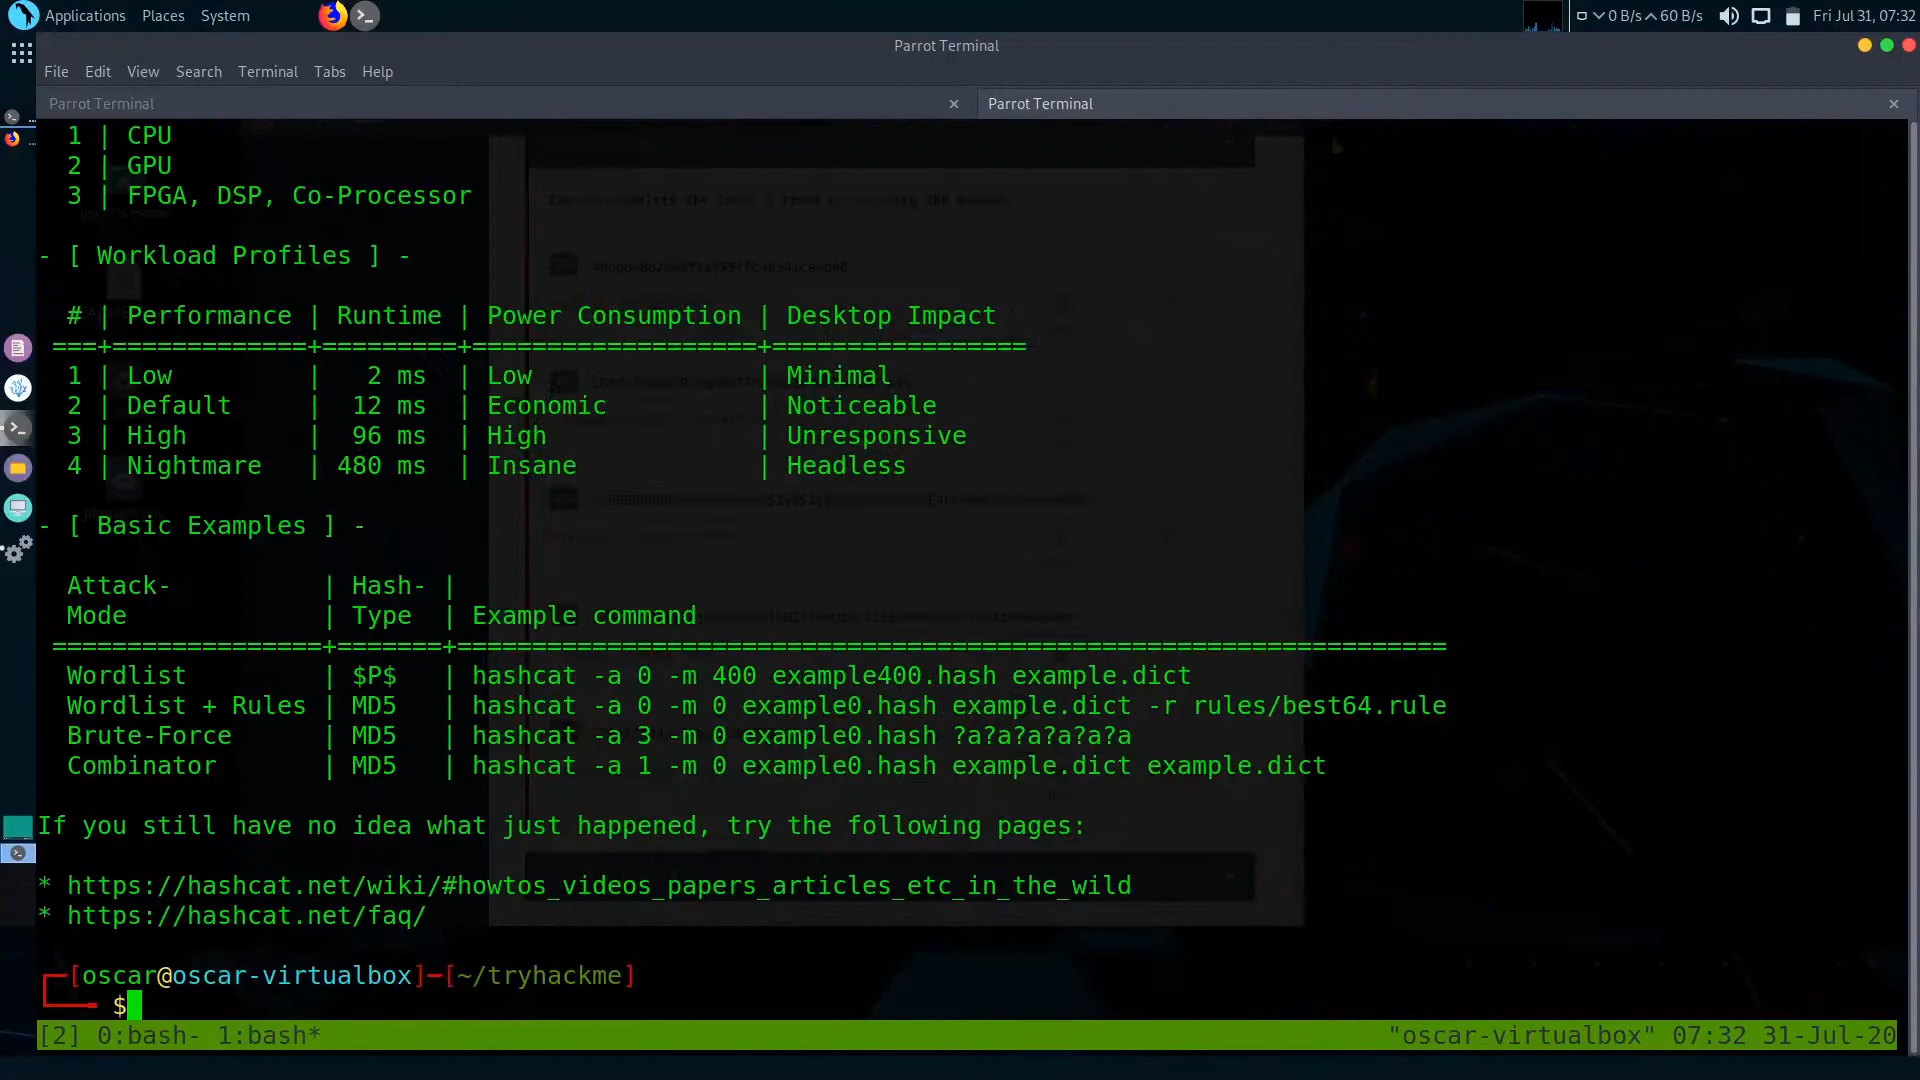 Applications Places System
0 B/s 60 B/s Fri Jul 31, 07:32
Parrot Terminal
File Edit View Search Terminal Tabs Help
Parrot Terminal × Parrot Terminal ×
1 | CPU
2 | GPU
3 | FPGA, DSP, Co-Processor
- [ Workload Profiles ] -
# | Performance | Runtime | Power Consumption | Desktop Impact
===+=============+=========+===================+=================
1 | Low | 2 ms | Low | Minimal
2 | Default | 12 ms | Economic | Noticeable
3 | High | 96 ms | High | Unresponsive
4 | Nightmare | 480 ms | Insane | Headless
- [ Basic Examples ] -
Attack- | Hash- |
Mode | Type | Example command
==================+=======+==================================================================
Wordlist | $P$ | hashcat -a 0 -m 400 example400.hash example.dict
Wordlist + Rules | MD5 | hashcat -a 0 -m 0 example0.hash example.dict -r rules/best64.rule
Brute-Force | MD5 | hashcat -a 3 -m 0 example0.hash ?a?a?a?a?a?a
Combinator | MD5 | hashcat -a 1 -m 0 example0.hash example.dict example.dict
If you still have no idea what just happened, try the following pages:
* https://hashcat.net/wiki/#howtos_videos_papers_articles_etc_in_the_wild
* https://hashcat.net/faq/
[oscar@oscar-virtualbox]-[~/tryhackme]
$
[2] 0:bash- 1:bash* "oscar-virtualbox" 07:32 31-Jul-20